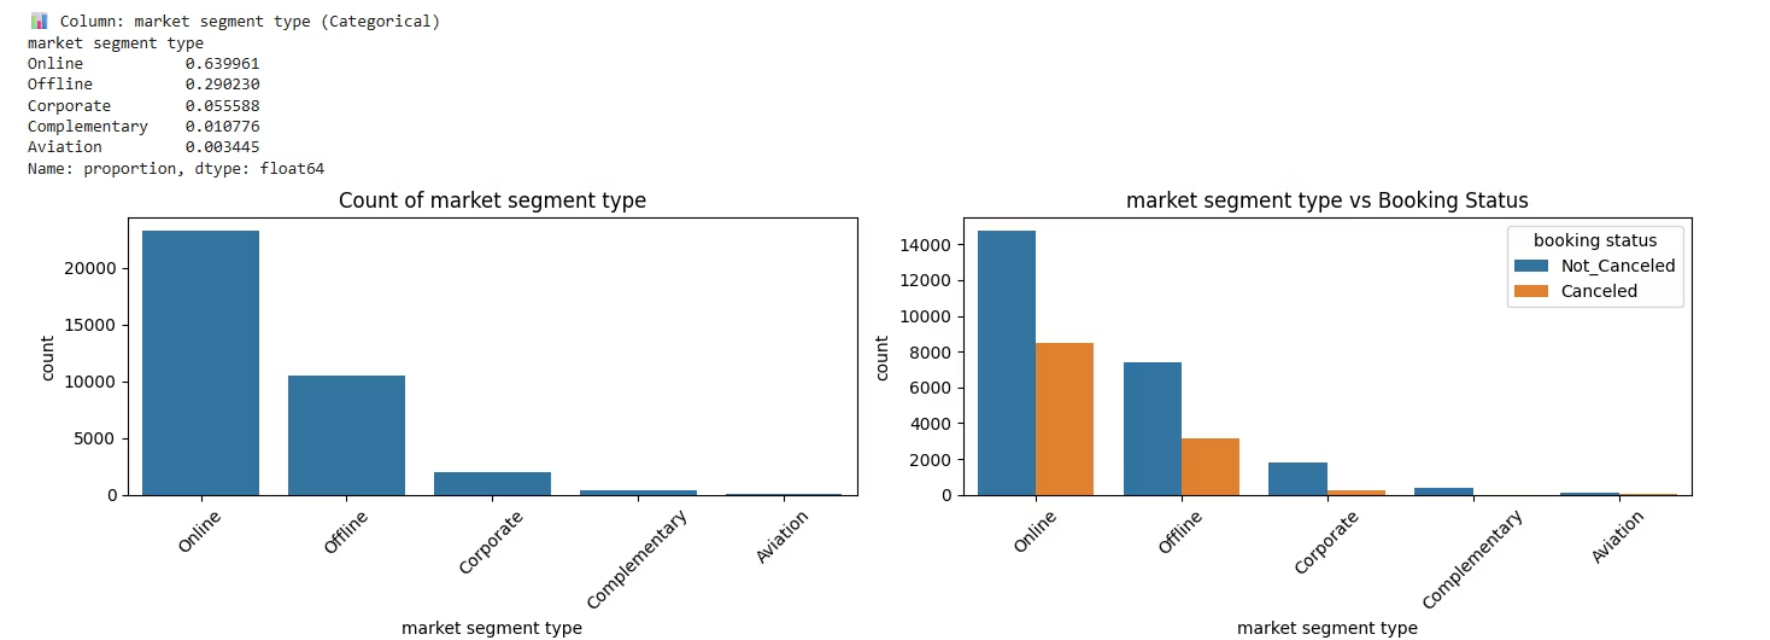 📊 Column: market segment type (Categorical)
market segment type
Online 0.639961
Offline 0.290230
Corporate 0.055588
Complementary 0.010776
Aviation 0.003445
Name: proportion, dtype: float64
Count of market segment type
count
20000
15000
10000
5000
0
Online
Offline
Corporate
Complementary
Aviation
market segment type
market segment type vs Booking Status
count
14000
12000
10000
8000
6000
4000
2000
0
booking status
Not_Canceled
Canceled
Online
Offline
Corporate
Complementary
Aviation
market segment type